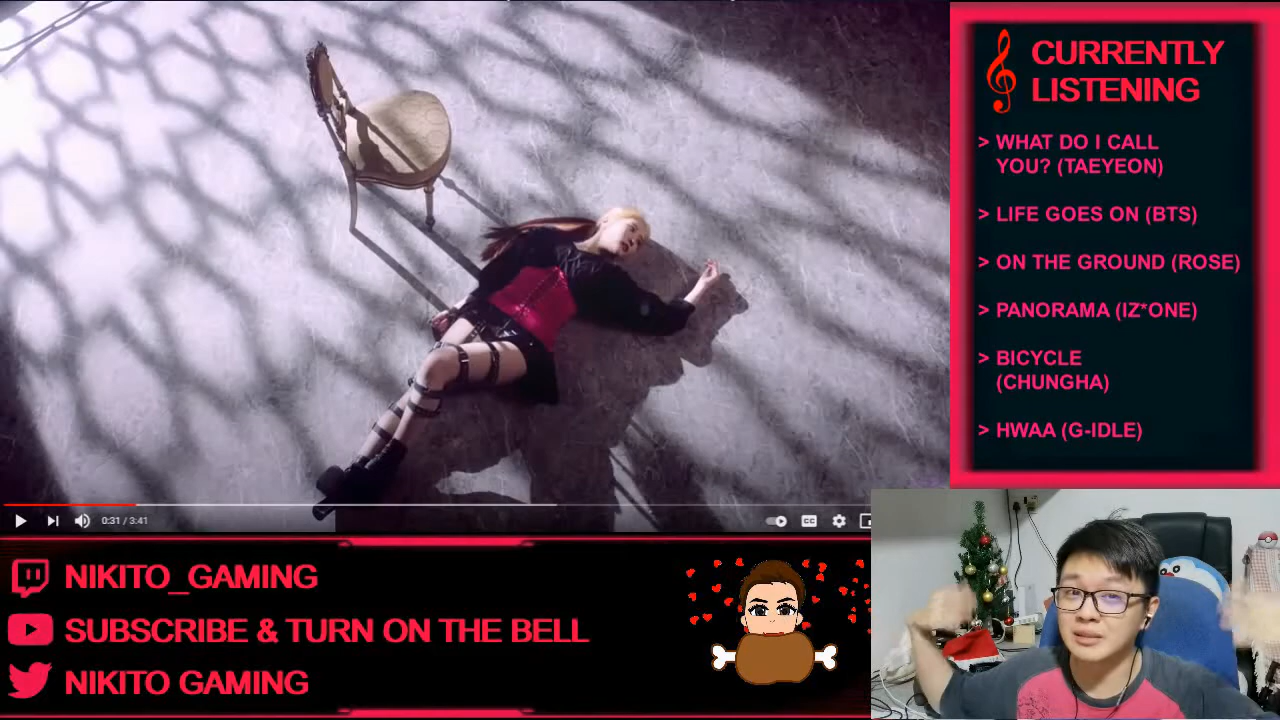 CURRENTLY
LISTENING
> WHAT DO I CALL
YOU? (TAEYEON)
> LIFE GOES ON (BTS)
> ON THE GROUND (ROSE)
> PANORAMA (IZ*ONE)
> BICYCLE
(CHUNGHA)
> HWAA (G-IDLE)
0:31 / 3:41
CC
NIKITO_GAMING
SUBSCRIBE & TURN ON THE BELL
NIKITO GAMING